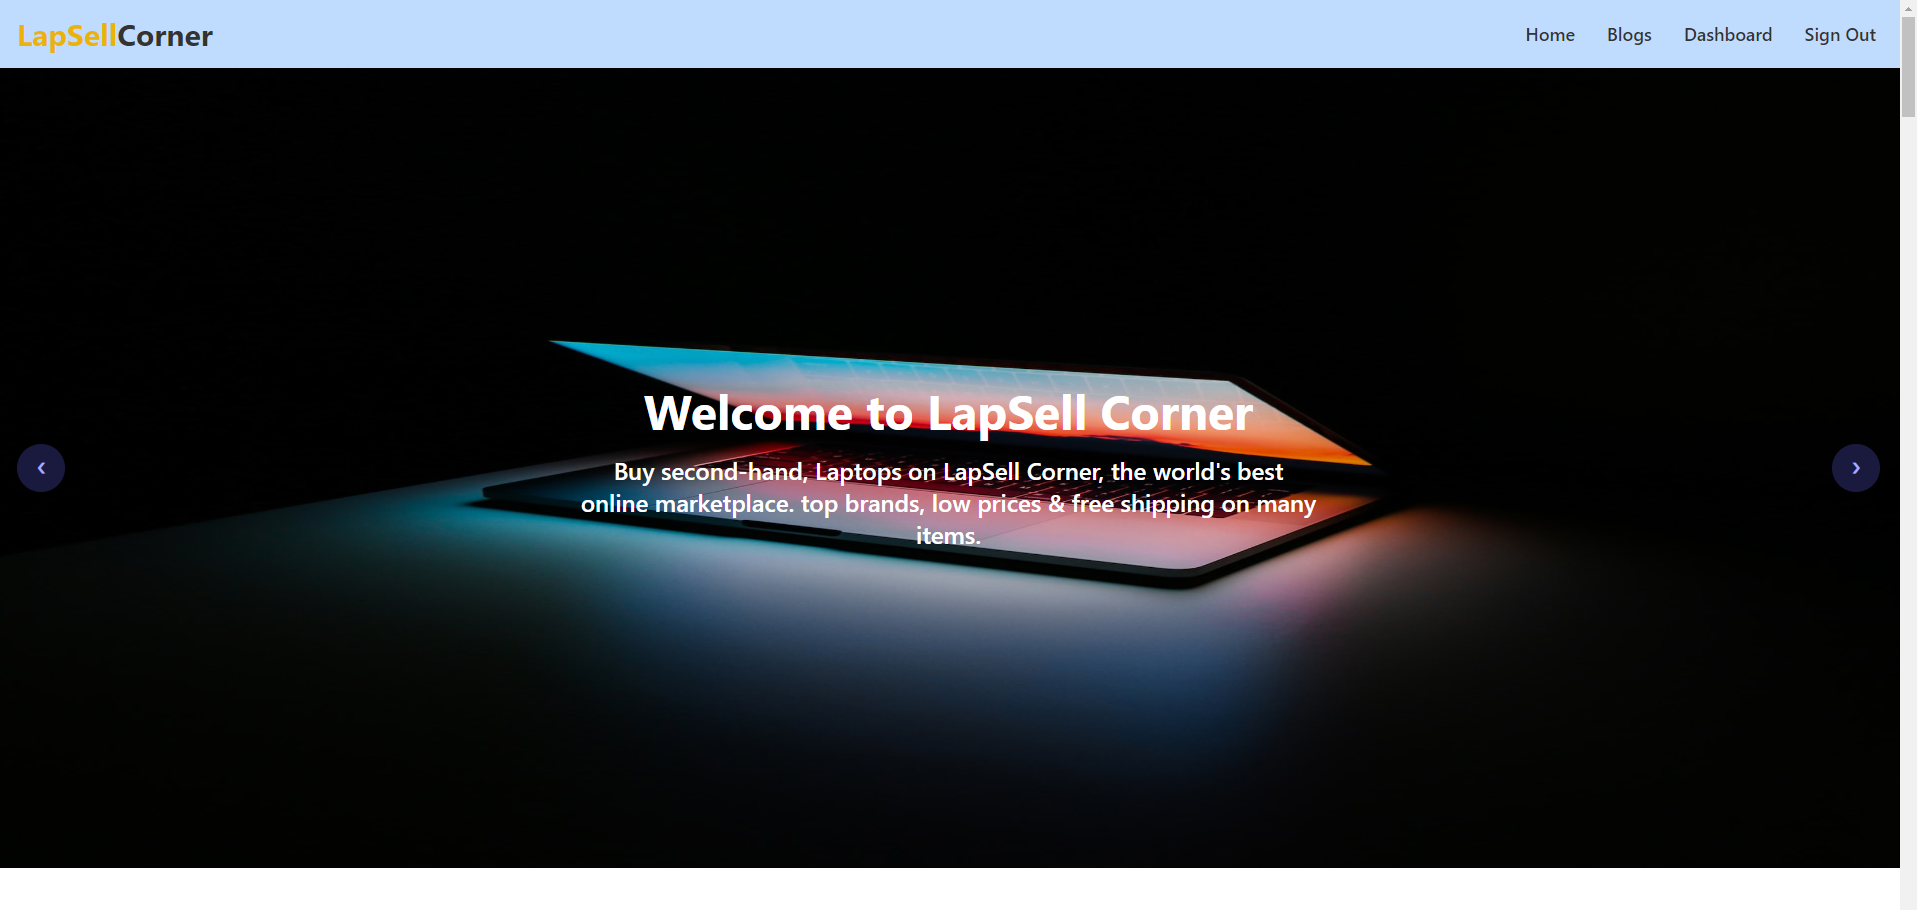 LapSellCorner
Home Blogs Dashboard Sign Out
Welcome to LapSell Corner
Buy second-hand, Laptops on LapSell Corner, the world's best
online marketplace. top brands, low prices & free shipping on many
items.